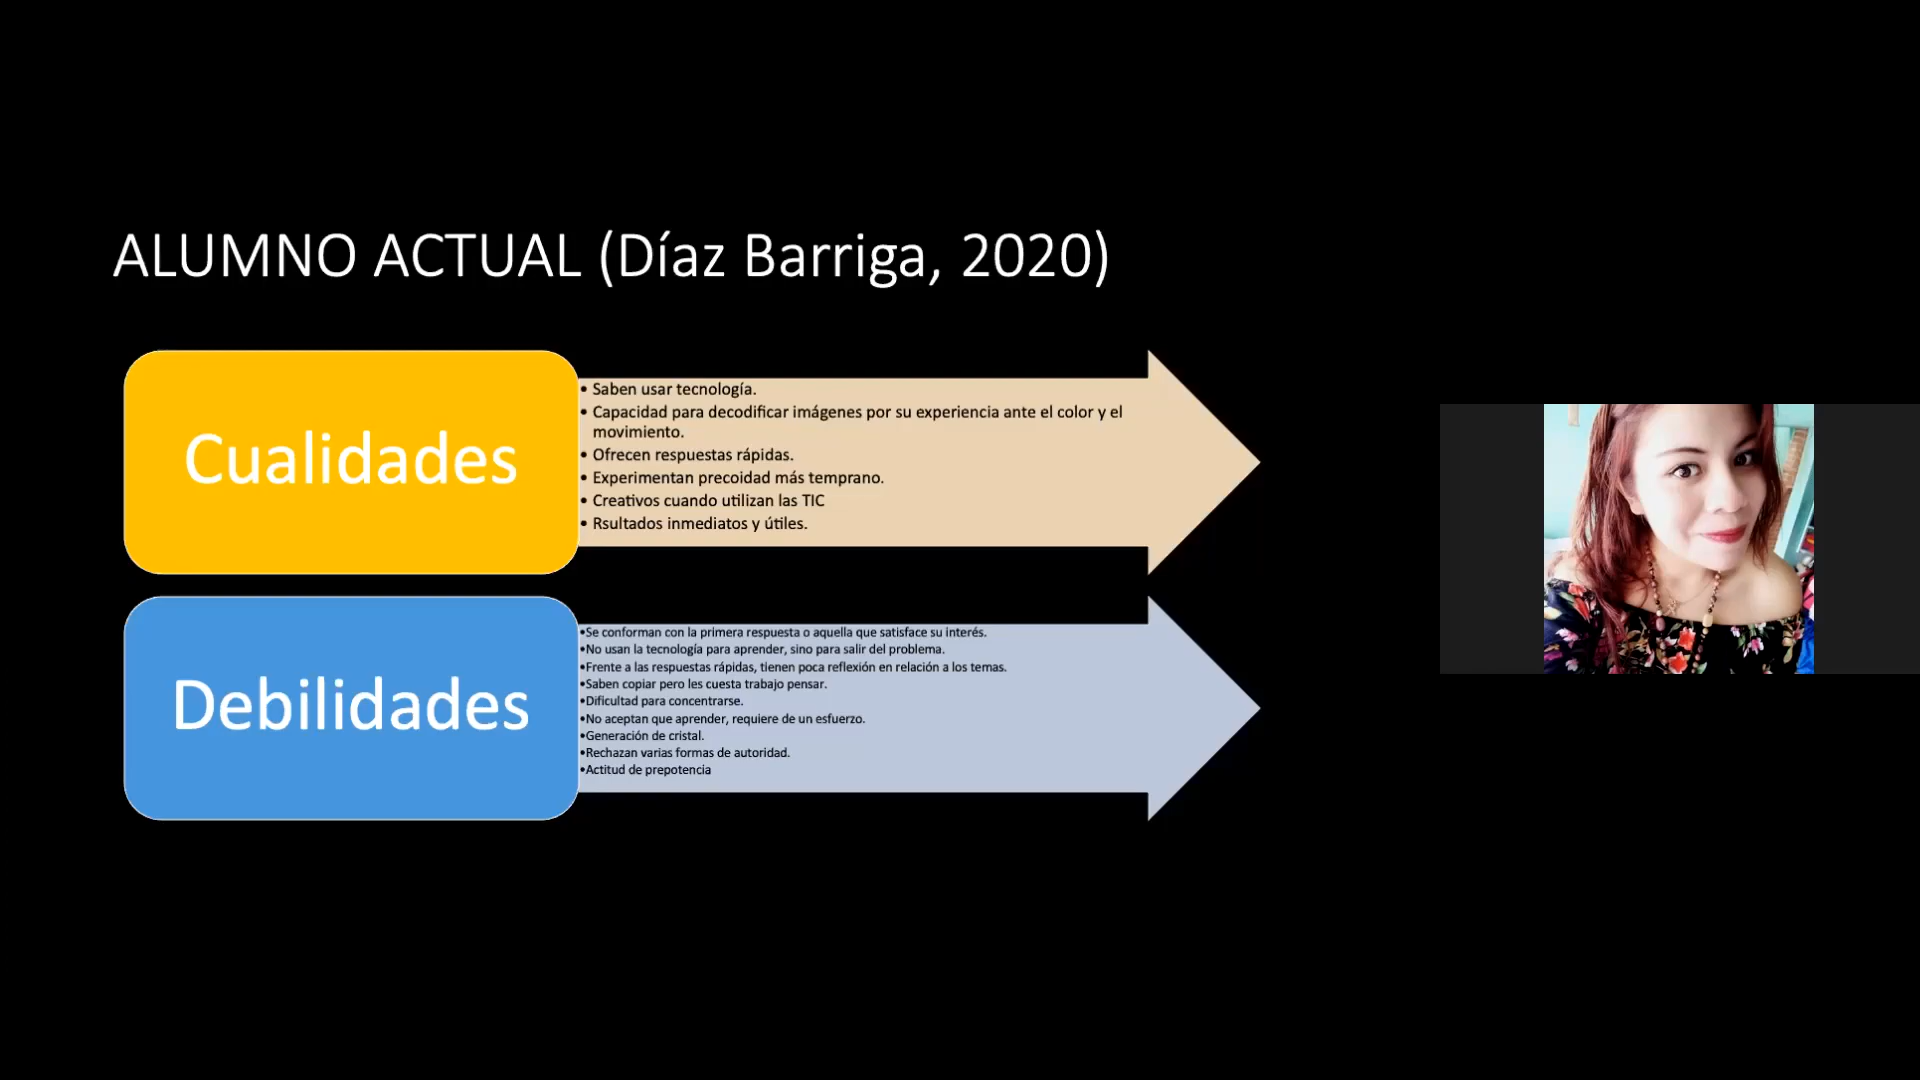 ALUMNO ACTUAL (Díaz Barriga, 2020)
Cualidades
• Saben usar tecnología.
• Capacidad para decodificar imágenes por su experiencia ante el color y el
movimiento.
• Ofrecen respuestas rápidas.
• Experimentan precoidad más temprano.
• Creativos cuando utilizan las TIC
• Rsultados inmediatos y útiles.
Debilidades
•Se conforman con la primera respuesta o aquella que satisface su interés.
•No usan la tecnología para aprender, sino para salir del problema.
•Frente a las respuestas rápidas, tienen poca reflexión en relación a los temas.
•Saben copiar pero les cuesta trabajo pensar.
•Dificultad para concentrarse.
•No aceptan que aprender, requiere de un esfuerzo.
•Generación de cristal.
•Rechazan varias formas de autoridad.
•Actitud de prepotencia